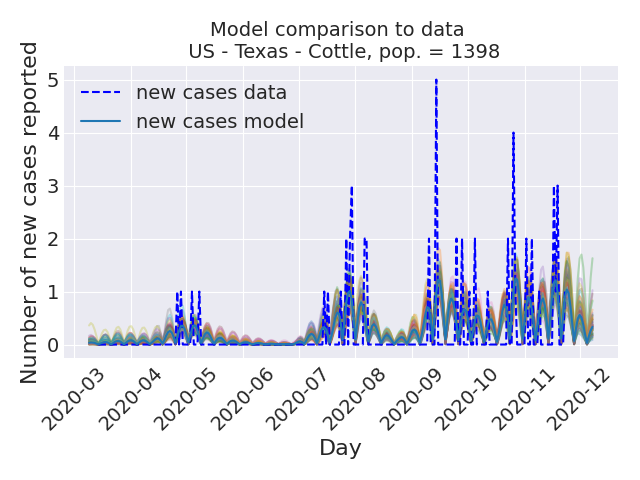 Model comparison to data
US - Texas - Cottle, pop. = 1398
Number of new cases reported
5
4
3
2
1
0
new cases data
new cases model
2020-03
2020-04
2020-05
2020-06
2020-07
2020-08
2020-09
2020-10
2020-11
2020-12
Day